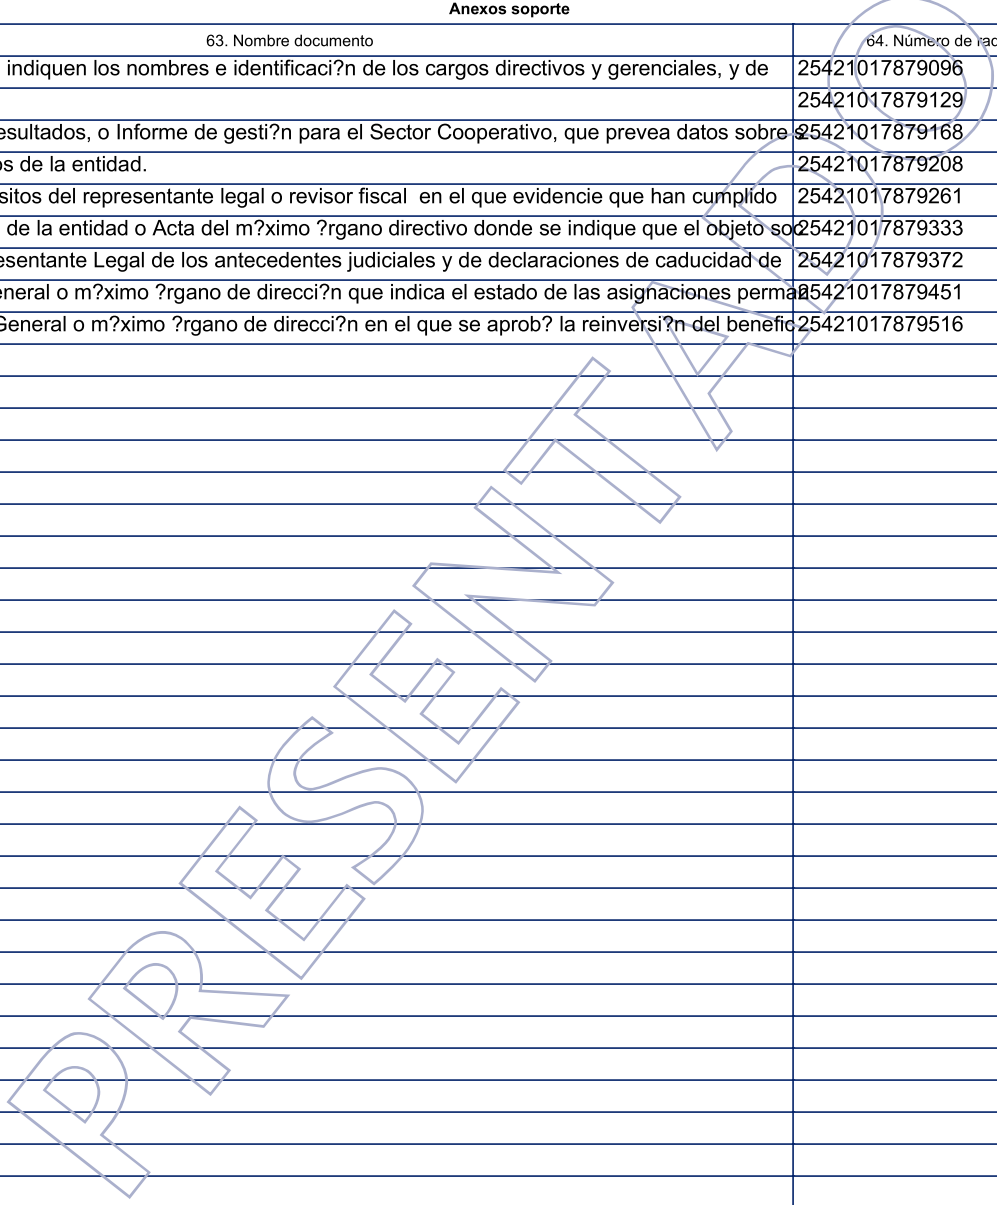 Anexos soporte
63. Nombre documento 64. Número de rad
indiquen los nombres e identificaci?n de los cargos directivos y gerenciales, y de 25421017879096
25421017879129
esultados, o Informe de gesti?n para el Sector Cooperativo, que prevea datos sobre s 25421017879168
os de la entidad. 25421017879208
sitos del representante legal o revisor fiscal en el que evidencie que han cumplido 25421017879261
de la entidad o Acta del m?ximo ?rgano directivo donde se indique que el objeto soc 25421017879333
esentante Legal de los antecedentes judiciales y de declaraciones de caducidad de 25421017879372
eneral o m?ximo ?rgano de direcci?n que indica el estado de las asignaciones perman 25421017879451
General o m?ximo ?rgano de direcci?n en el que se aprob? la reinversi?n del benefic 25421017879516
PRESENTADO